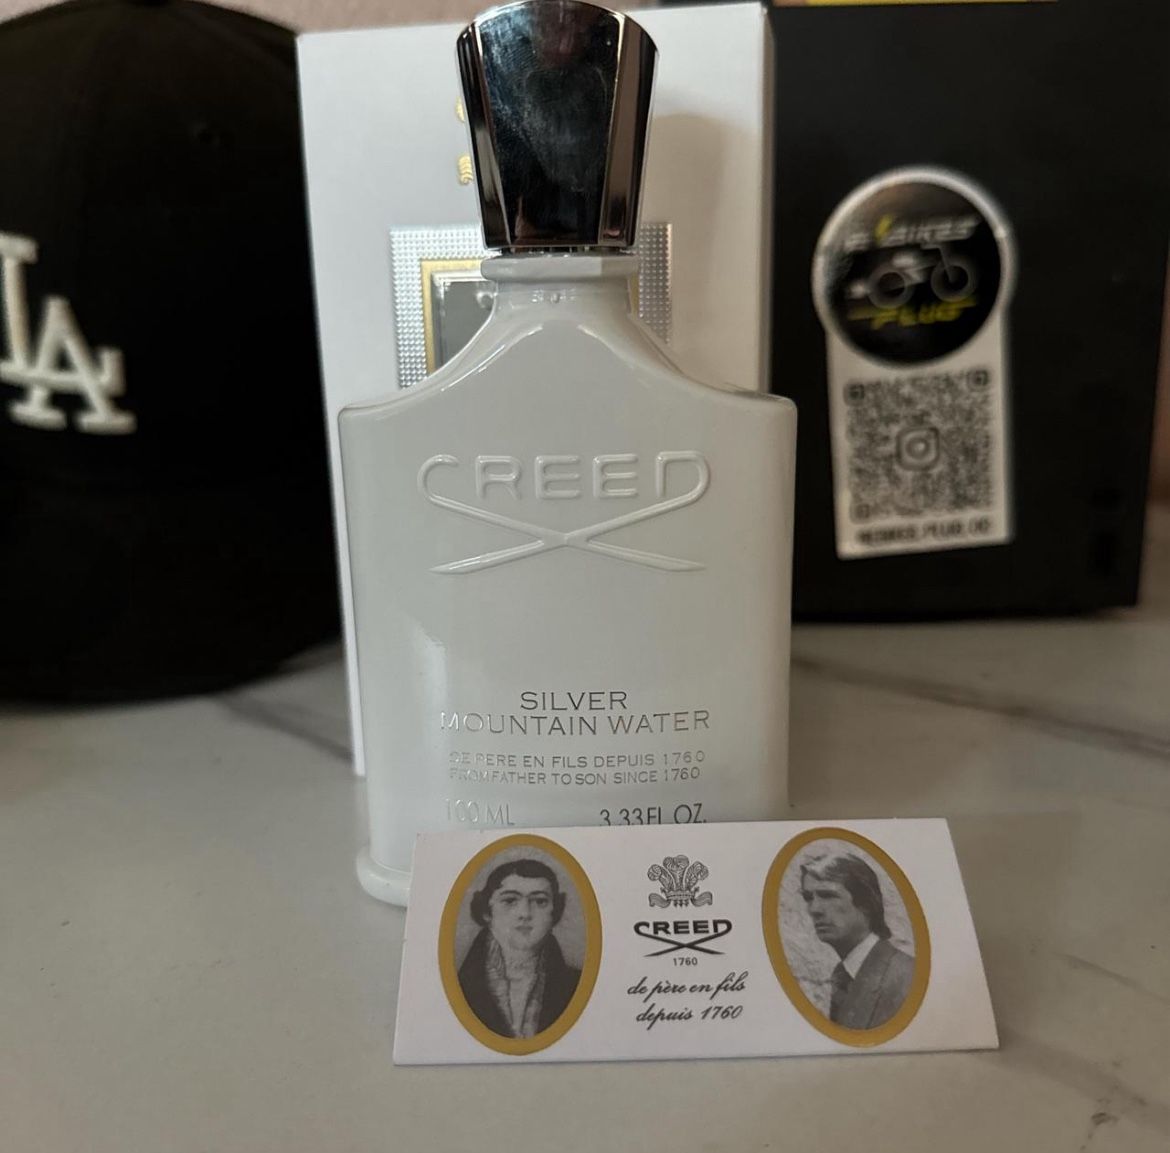 LA
BIKES
PLUG
CREED
SILVER
MOUNTAIN WATER
DE PERE EN FILS DEPUIS 1760
FROM FATHER TO SON SINCE 1760
100 ML 3.33 FL OZ.
CREED
1760
de père en fils
depuis 1760